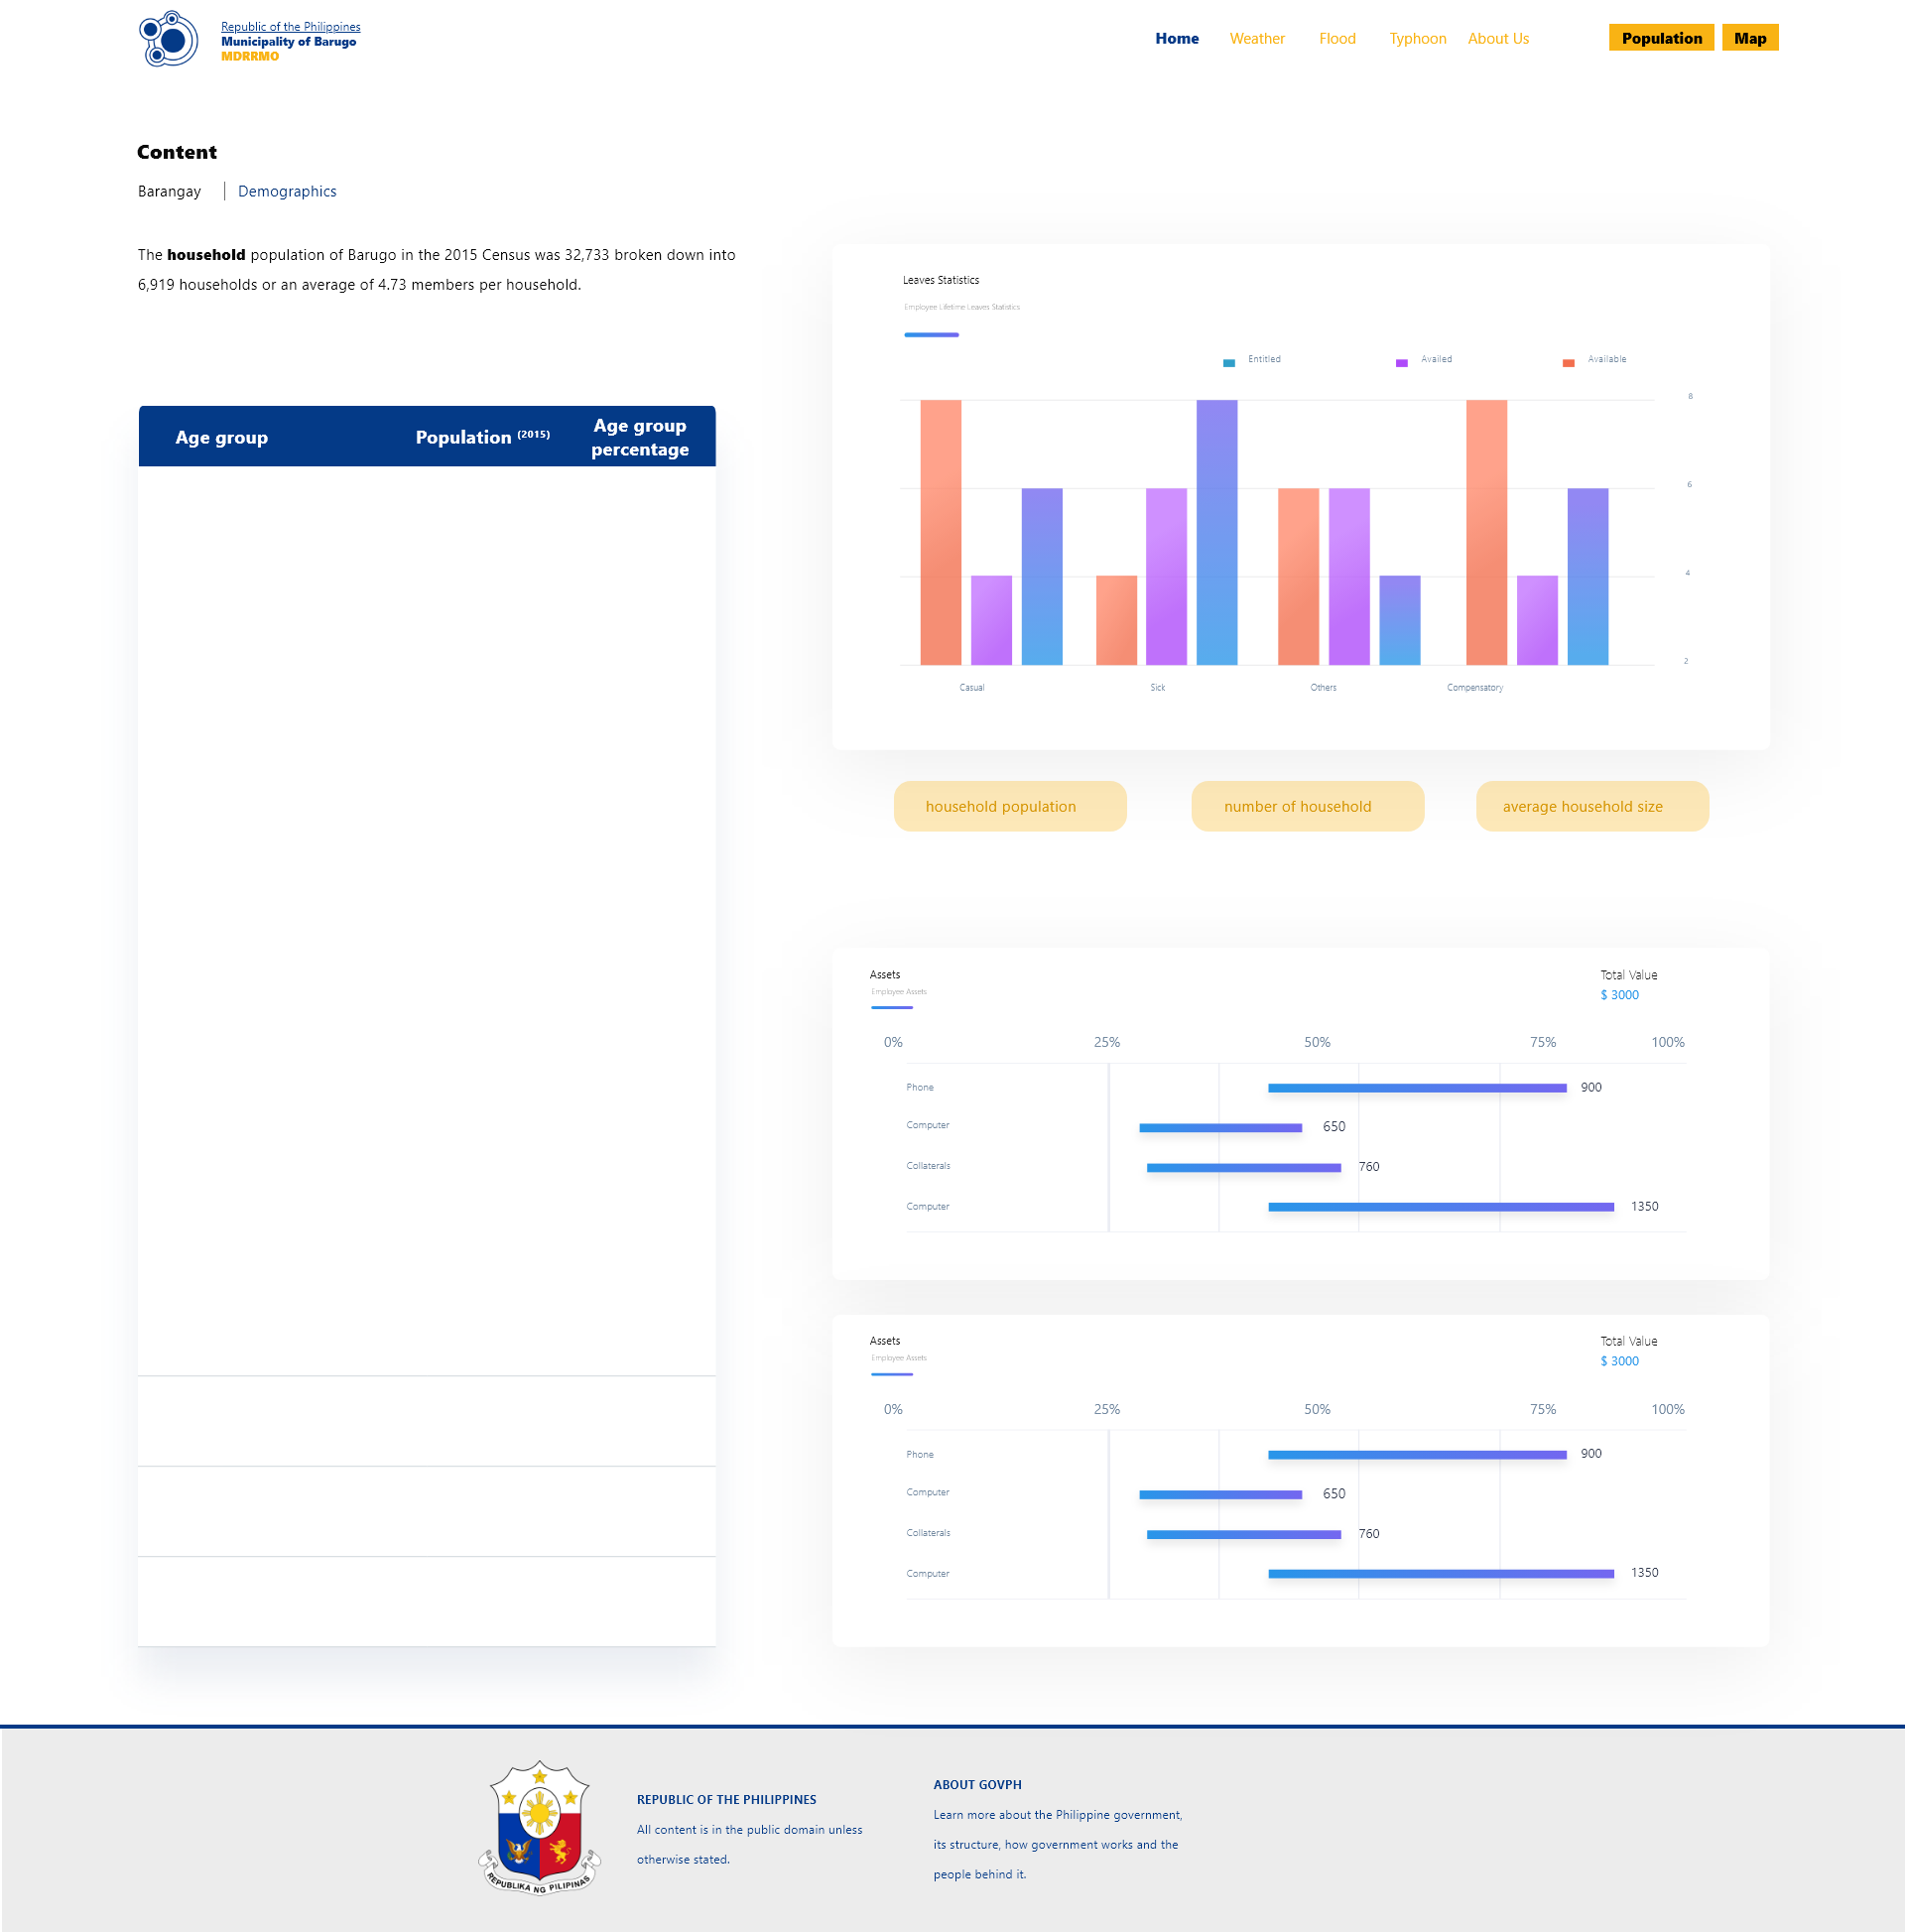 Republic of the Philippines
Municipality of Barugo
MDRRMO
Home Weather Flood Typhoon About Us Population Map
Content
Barangay Demographics
The household population of Barugo in the 2015 Census was 32,733 broken down into
6,919 households or an average of 4.73 members per household.
Age group Population (2015) Age group
percentage
Leaves Statistics
Employee Lifetime Leaves Statistics
Entitled Availed Available
8
6
4
2
Casual Sick Others Compensatory
household population number of household average household size
Assets
Employee Assets
Total Value
$ 3000
0% 25% 50% 75% 100%
Phone 900
Computer 650
Collaterals 760
Computer 1350
Assets
Employee Assets
Total Value
$ 3000
0% 25% 50% 75% 100%
Phone 900
Computer 650
Collaterals 760
Computer 1350
REPUBLIKA NG PILIPINAS
REPUBLIC OF THE PHILIPPINES
All content is in the public domain unless
otherwise stated.
ABOUT GOVPH
Learn more about the Philippine government,
its structure, how government works and the
people behind it.